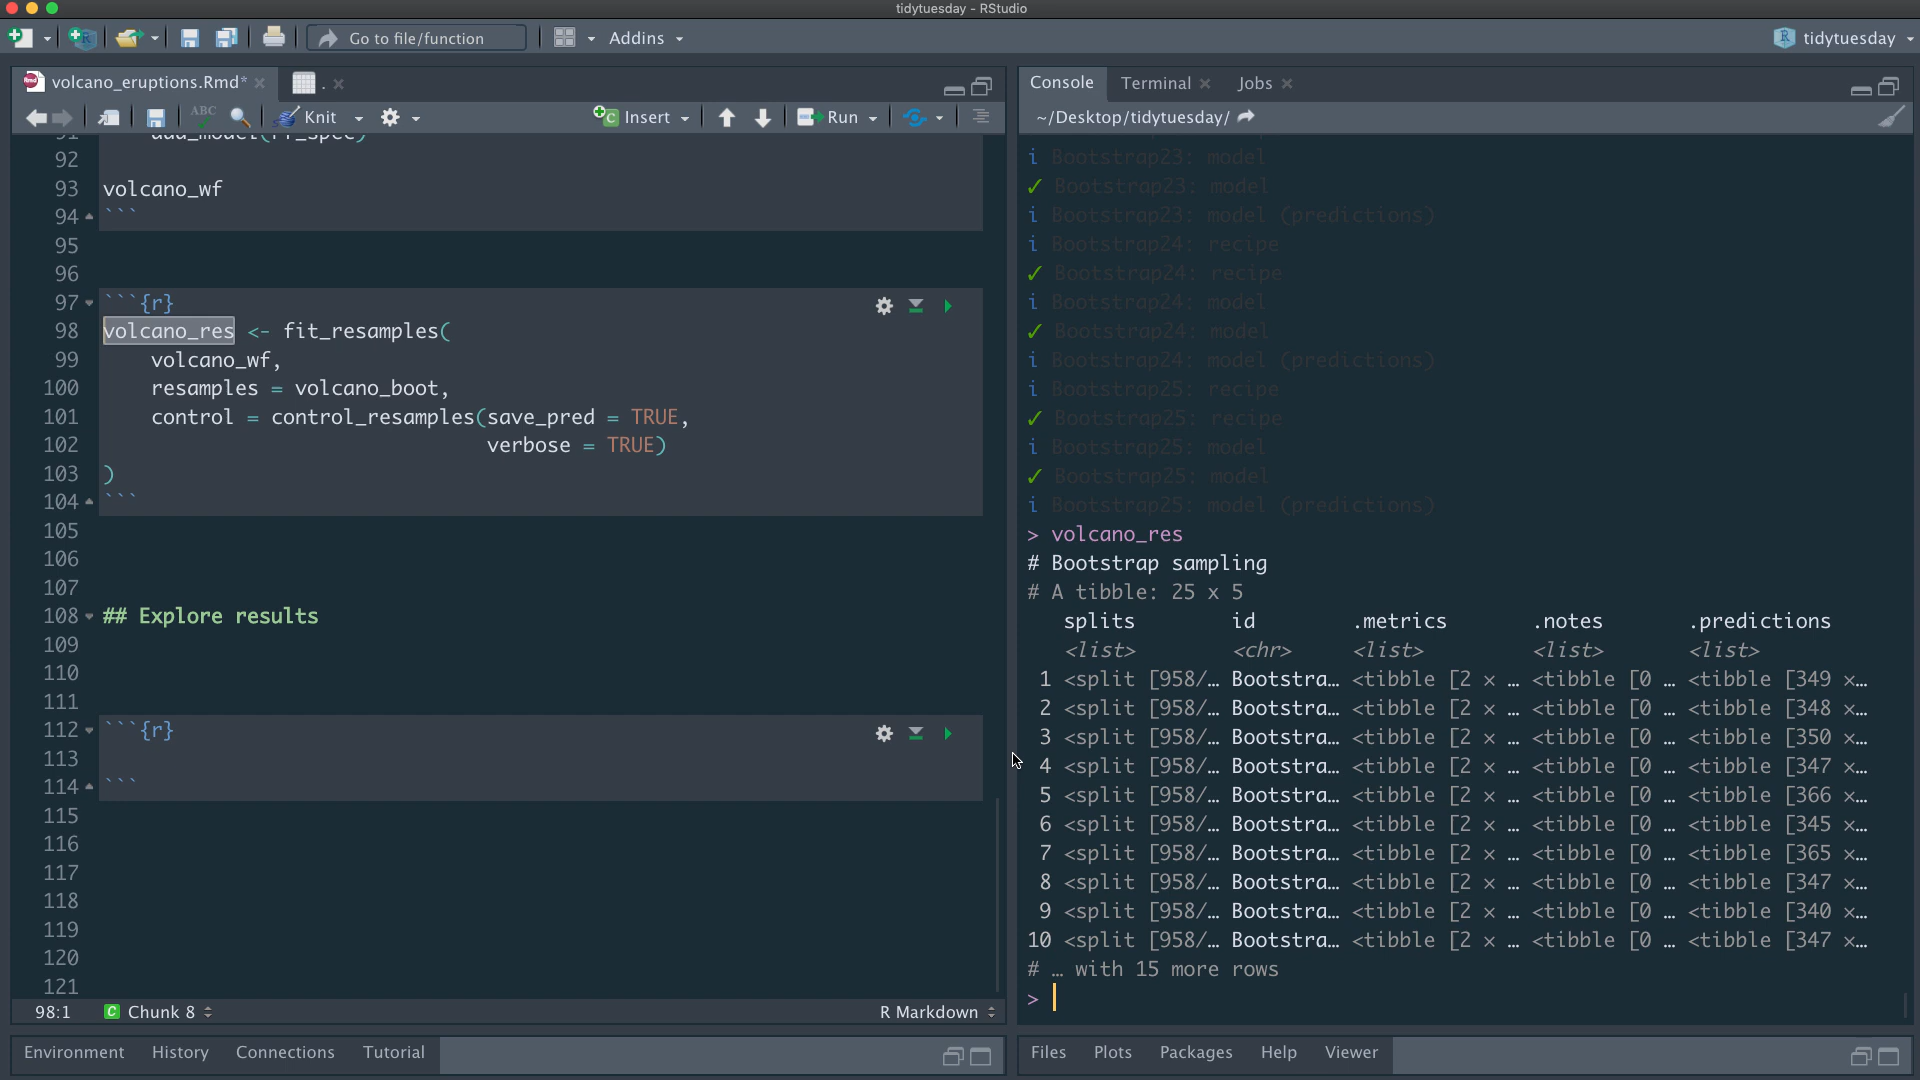 tidytuesday - RStudio
Go to file/function
Addins
tidytuesday
volcano_eruptions.Rmd*
.
ABC
Knit
Insert
Run
91 add_model(rf_spec)
92
93 volcano_wf
94 ```
95
96
97 ```{r}
98 volcano_res <- fit_resamples(
99 volcano_wf,
100 resamples = volcano_boot,
101 control = control_resamples(save_pred = TRUE,
102 verbose = TRUE)
103 )
104 ```
105
106
107
108 ## Explore results
109
110
111
112 ```{r}
113
114 ```
115
116
117
118
119
120
121
98:1 C Chunk 8 R Markdown
Environment History Connections Tutorial
Console Terminal Jobs
~/Desktop/tidytuesday/
i Bootstrap23: model
✓ Bootstrap23: model
i Bootstrap23: model (predictions)
i Bootstrap24: recipe
✓ Bootstrap24: recipe
i Bootstrap24: model
✓ Bootstrap24: model
i Bootstrap24: model (predictions)
i Bootstrap25: recipe
✓ Bootstrap25: recipe
i Bootstrap25: model
✓ Bootstrap25: model
i Bootstrap25: model (predictions)
> volcano_res
# Bootstrap sampling
# A tibble: 25 x 5
splits id .metrics .notes .predictions
<list> <chr> <list> <list> <list>
1 <split [958/… Bootstra… <tibble [2 × … <tibble [0 … <tibble [349 ×…
2 <split [958/… Bootstra… <tibble [2 × … <tibble [0 … <tibble [348 ×…
3 <split [958/… Bootstra… <tibble [2 × … <tibble [0 … <tibble [350 ×…
4 <split [958/… Bootstra… <tibble [2 × … <tibble [0 … <tibble [347 ×…
5 <split [958/… Bootstra… <tibble [2 × … <tibble [0 … <tibble [366 ×…
6 <split [958/… Bootstra… <tibble [2 × … <tibble [0 … <tibble [345 ×…
7 <split [958/… Bootstra… <tibble [2 × … <tibble [0 … <tibble [365 ×…
8 <split [958/… Bootstra… <tibble [2 × … <tibble [0 … <tibble [347 ×…
9 <split [958/… Bootstra… <tibble [2 × … <tibble [0 … <tibble [340 ×…
10 <split [958/… Bootstra… <tibble [2 × … <tibble [0 … <tibble [347 ×…
# … with 15 more rows
>
Files Plots Packages Help Viewer